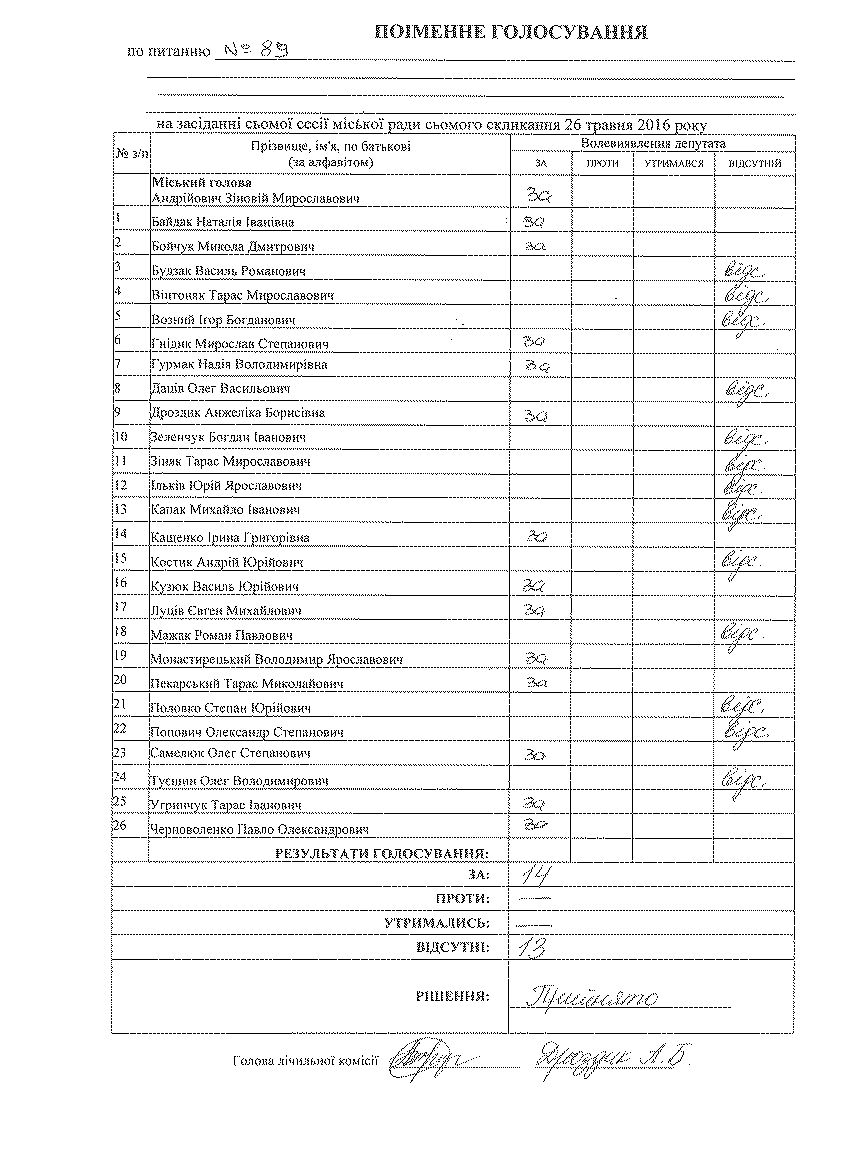 ПОІМЕННЕ ГОЛОСУВАННЯ
по питанню № 89
на засіданні сьомої сесії міської ради сьомого скликання 26 травня 2016 року
№ з/п Прізвище, ім'я, по батькові (за алфавітом) Волевиявлення депутата
ЗА ПРОТИ УТРИМАВСЯ ВІДСУТНІЙ
Міський голова
Андрійович Зіновій Мирославович за
1 Байдак Наталія Іванівна за
2 Бойчук Микола Дмитрович за
3 Будзак Василь Романович відс.
4 Вінтоняк Тарас Мирославович відс.
5 Возний Ігор Богданович відс.
6 Гнідик Мирослав Степанович за
7 Гурмак Надія Володимирівна за
8 Даців Олег Васильович відс.
9 Дроздик Анжеліка Борисівна за
10 Зеленчук Богдан Іванович відс.
11 Зіняк Тарас Мирославович відс.
12 Ільків Юрій Ярославович відс.
13 Капак Михайло Іванович відс.
14 Кащенко Ірина Григорівна за
15 Костик Андрій Юрійович відс.
16 Кузюк Василь Юрійович за
17 Луців Євген Михайлович за
18 Мажак Роман Павлович відс.
19 Монастирецький Володимир Ярославович за
20 Пекарський Тарас Миколайович за
21 Половко Степан Юрійович відс.
22 Попович Олександр Степанович відс.
23 Самелюк Олег Степанович за
24 Туєшин Олег Володимирович відс.
25 Угринчук Тарас Іванович за
26 Черноволенко Павло Олександрович за
РЕЗУЛЬТАТИ ГОЛОСУВАННЯ:
ЗА: 14
ПРОТИ: —
УТРИМАЛИСЬ: —
ВІДСУТНІ: 13
РІШЕННЯ: Прийнято
Голова лічильної комісії Дроздик А.Б.